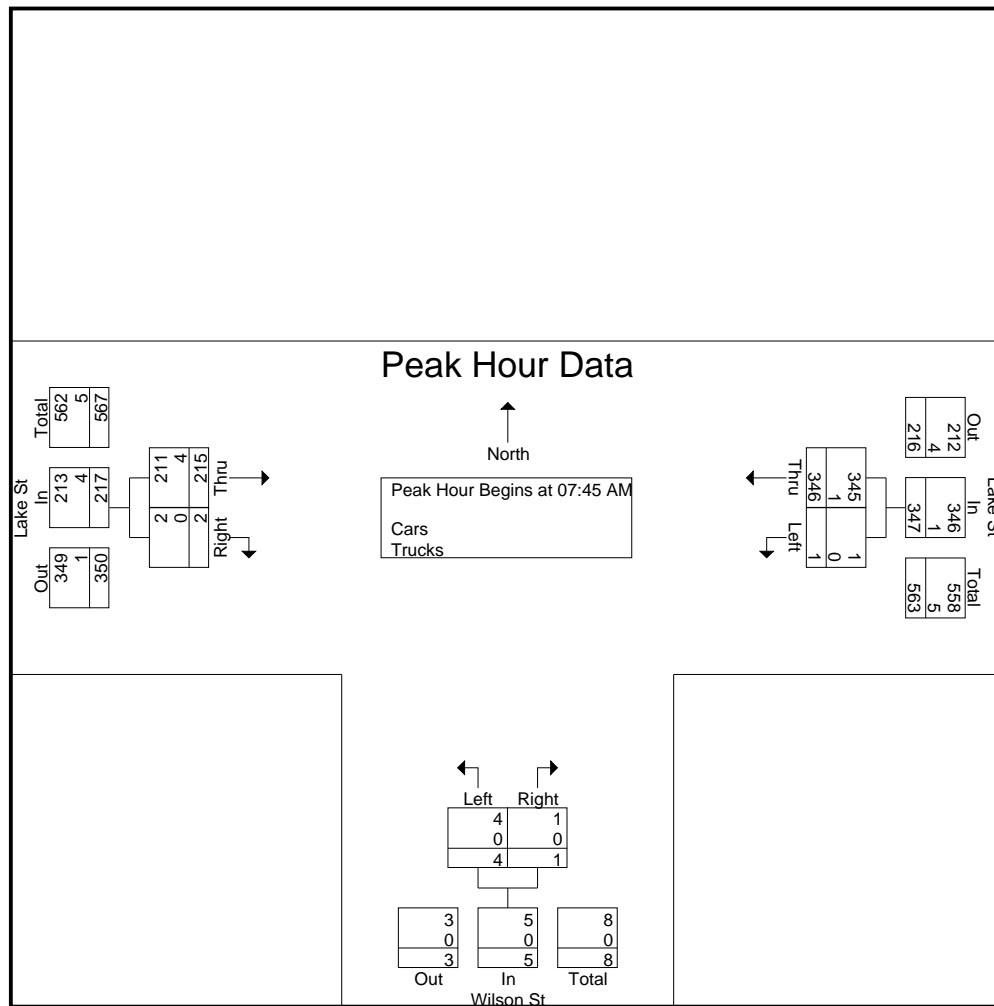 Peak Hour Data
North
Peak Hour Begins at 07:45 AM
Cars
Trucks
Lake St
Total
562 5 567
In
213 4 217
Out
349 1 350
211 4 215
Thru
2 0 2
Right
Out
212 4 216
In
346 1 347
Total
558 5 563
Lake St
345 1 346
Thru
1 0 1
Left
Left Right
4 1
0 0
4 1
3 5 8
0 0 0
3 5 8
Out In Total
Wilson St